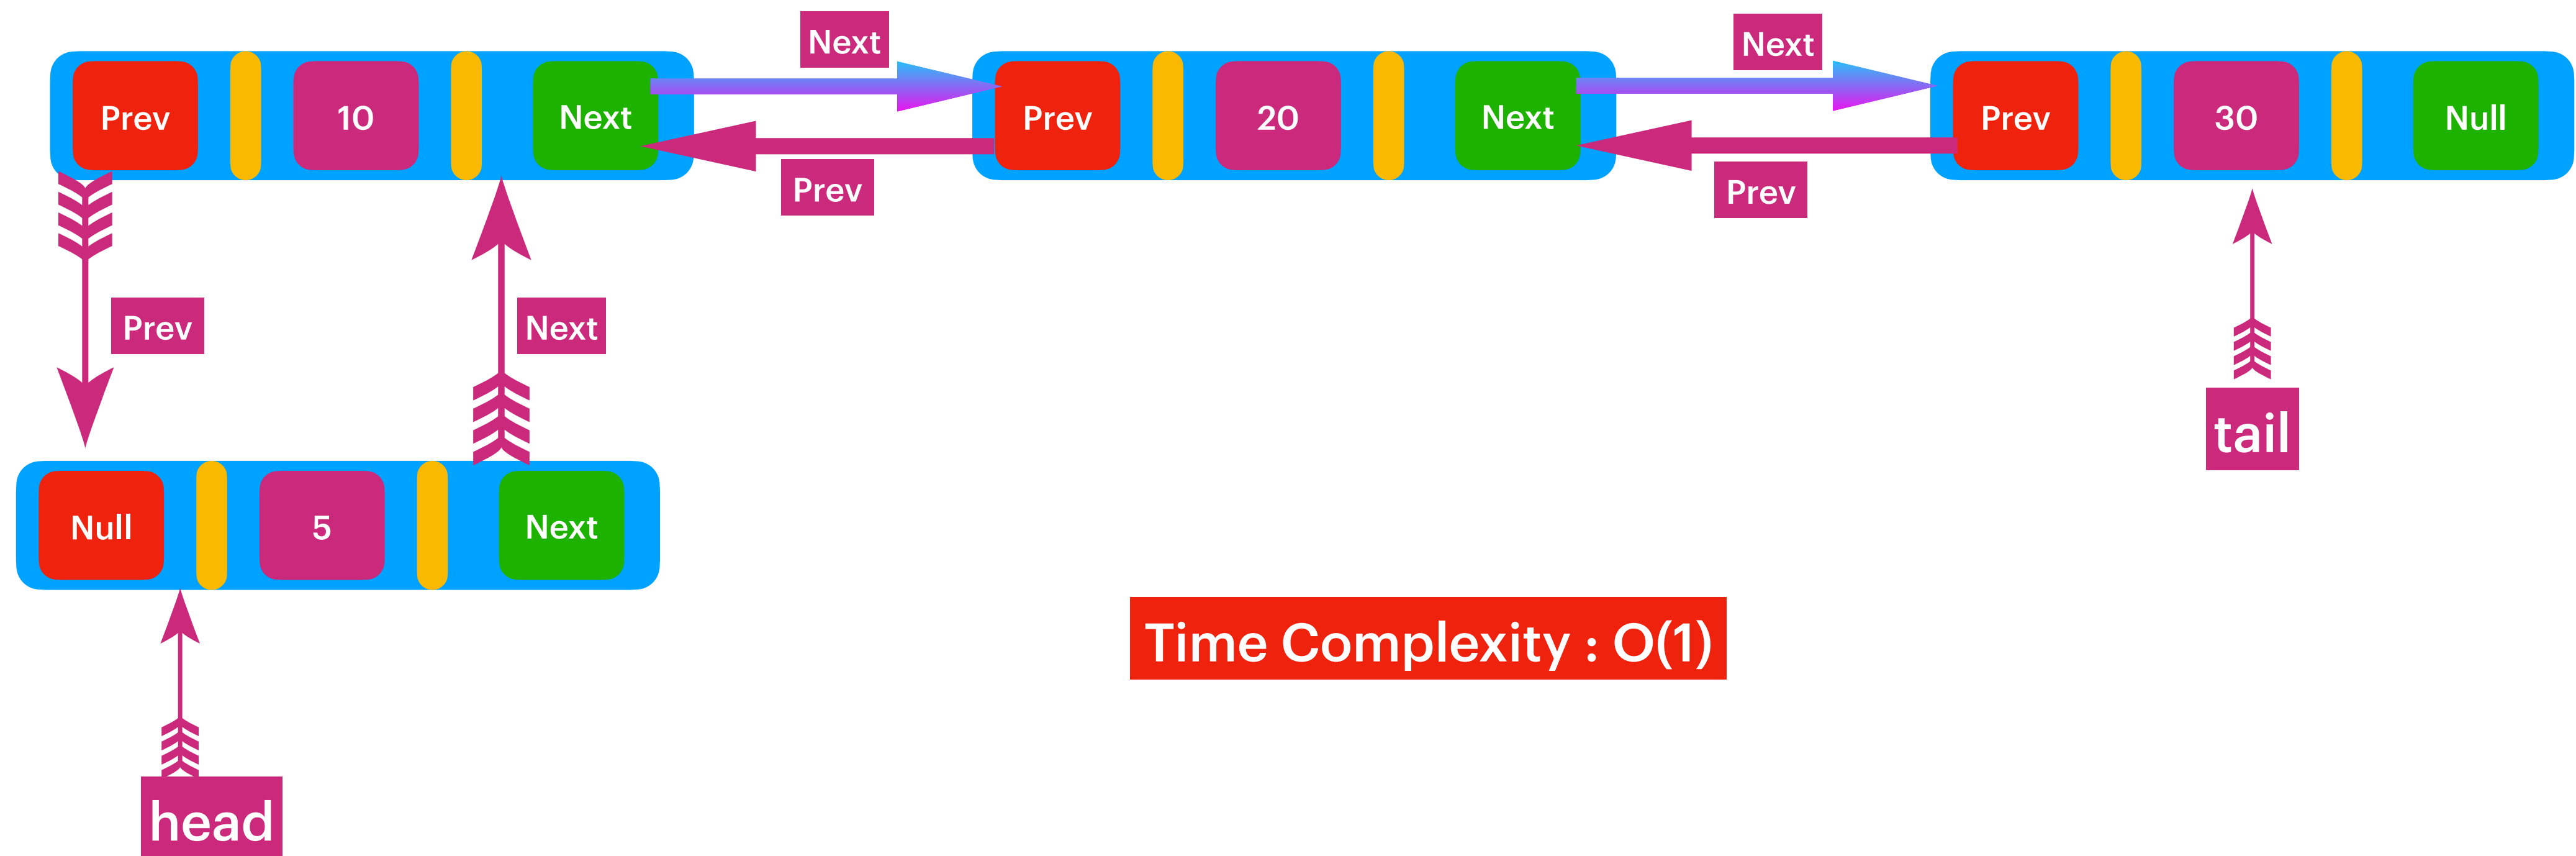 Next
Next
Prev
10
Next
Prev
20
Next
Prev
30
Null
Prev
Prev
Prev
Next
tail
Null
5
Next
Time Complexity : O(1)
head